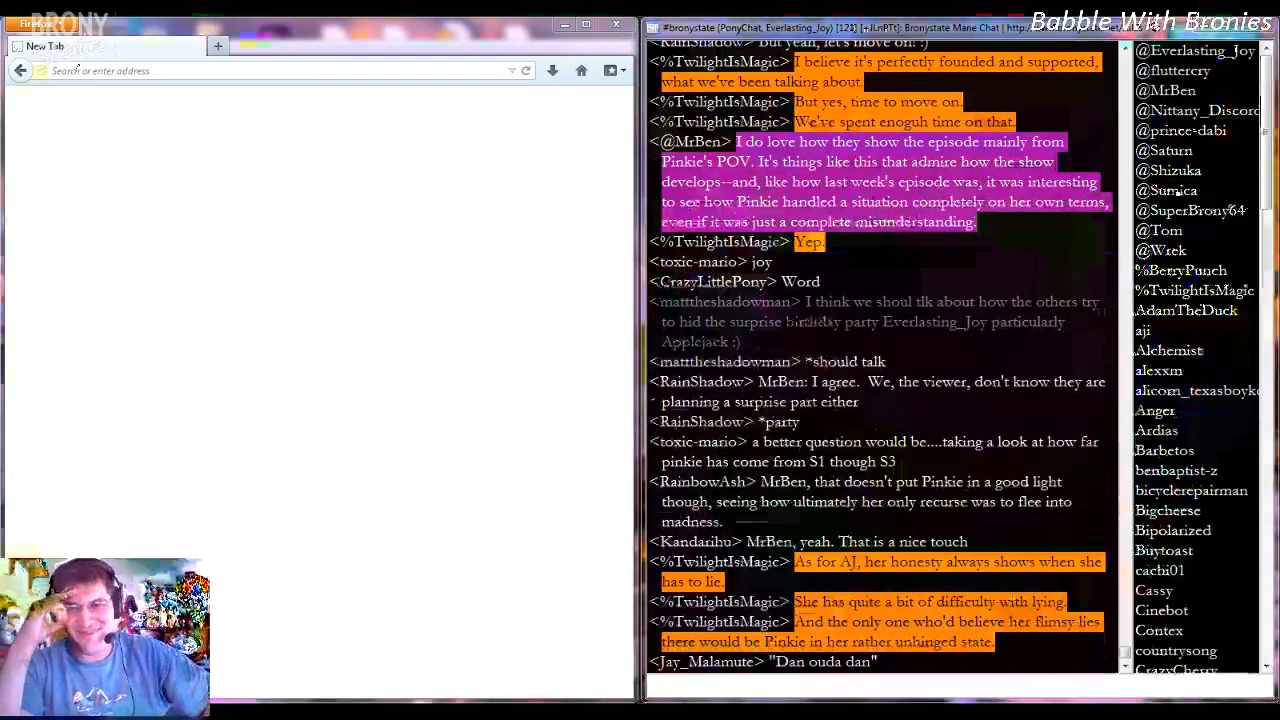 Firefox
BRONY
New Tab
Search or enter address
#bronystate (PonyChat, Everlasting_Joy) [123] [+JLnPTt] Bronystate Mane Chat | http://
Babble With Bronies
<RainShadow> But yeah, let's move on! :)
<%TwilightIsMagic> I believe it's perfectly founded and supported,
what we've been talking about.
<%TwilightIsMagic> But yes, time to move on.
<%TwilightIsMagic> We've spent enoguh time on that.
<@MrBen> I do love how they show the episode mainly from
Pinkie's POV. It's things like this that admire how the show
develops--and, like how last week's episode was, it was interesting
to see how Pinkie handled a situation completely on her own terms,
even if it was just a complete misunderstanding.
<%TwilightIsMagic> Yep.
<toxic-mario> joy
<CrazyLittlePony> Word
<matttheshadowman> I think we shoul tlk about how the others try
to hid the surprise birthday party Everlasting_Joy particularly
Applejack :)
<matttheshadowman> *should talk
<RainShadow> MrBen: I agree. We, the viewer, don't know they are
planning a surprise part either
<RainShadow> *party
<toxic-mario> a better question would be....taking a look at how far
pinkie has come from S1 though S3
<RainbowAsh> MrBen, that doesn't put Pinkie in a good light
though, seeing how ultimately her only recurse was to flee into
madness.
<Kandarihu> MrBen, yeah. That is a nice touch
<%TwilightIsMagic> As for AJ, her honesty always shows when she
has to lie.
<%TwilightIsMagic> She has quite a bit of difficulty with lying.
<%TwilightIsMagic> And the only one who'd believe her flimsy lies
there would be Pinkie in her rather unhinged state.
<Jay_Malamute> "Dan ouda dan"
@Everlasting_Joy
@fluttercry
@MrBen
@Nittany_Discord
@prince-dabi
@Saturn
@Shizuka
@Sumica
@SuperBrony64
@Tom
@Wrek
%BerryPunch
%TwilightIsMagic
AdamTheDuck
aji
Alchemist
alexxm
alicorn_texasboyko
Anger
Ardias
Barbetos
benbaptist-z
bicyclerepairman
Bigcheese
Bipolarized
Buytoast
cachi01
Cassy
Cinebot
Contex
countrysong
CrazyCherry